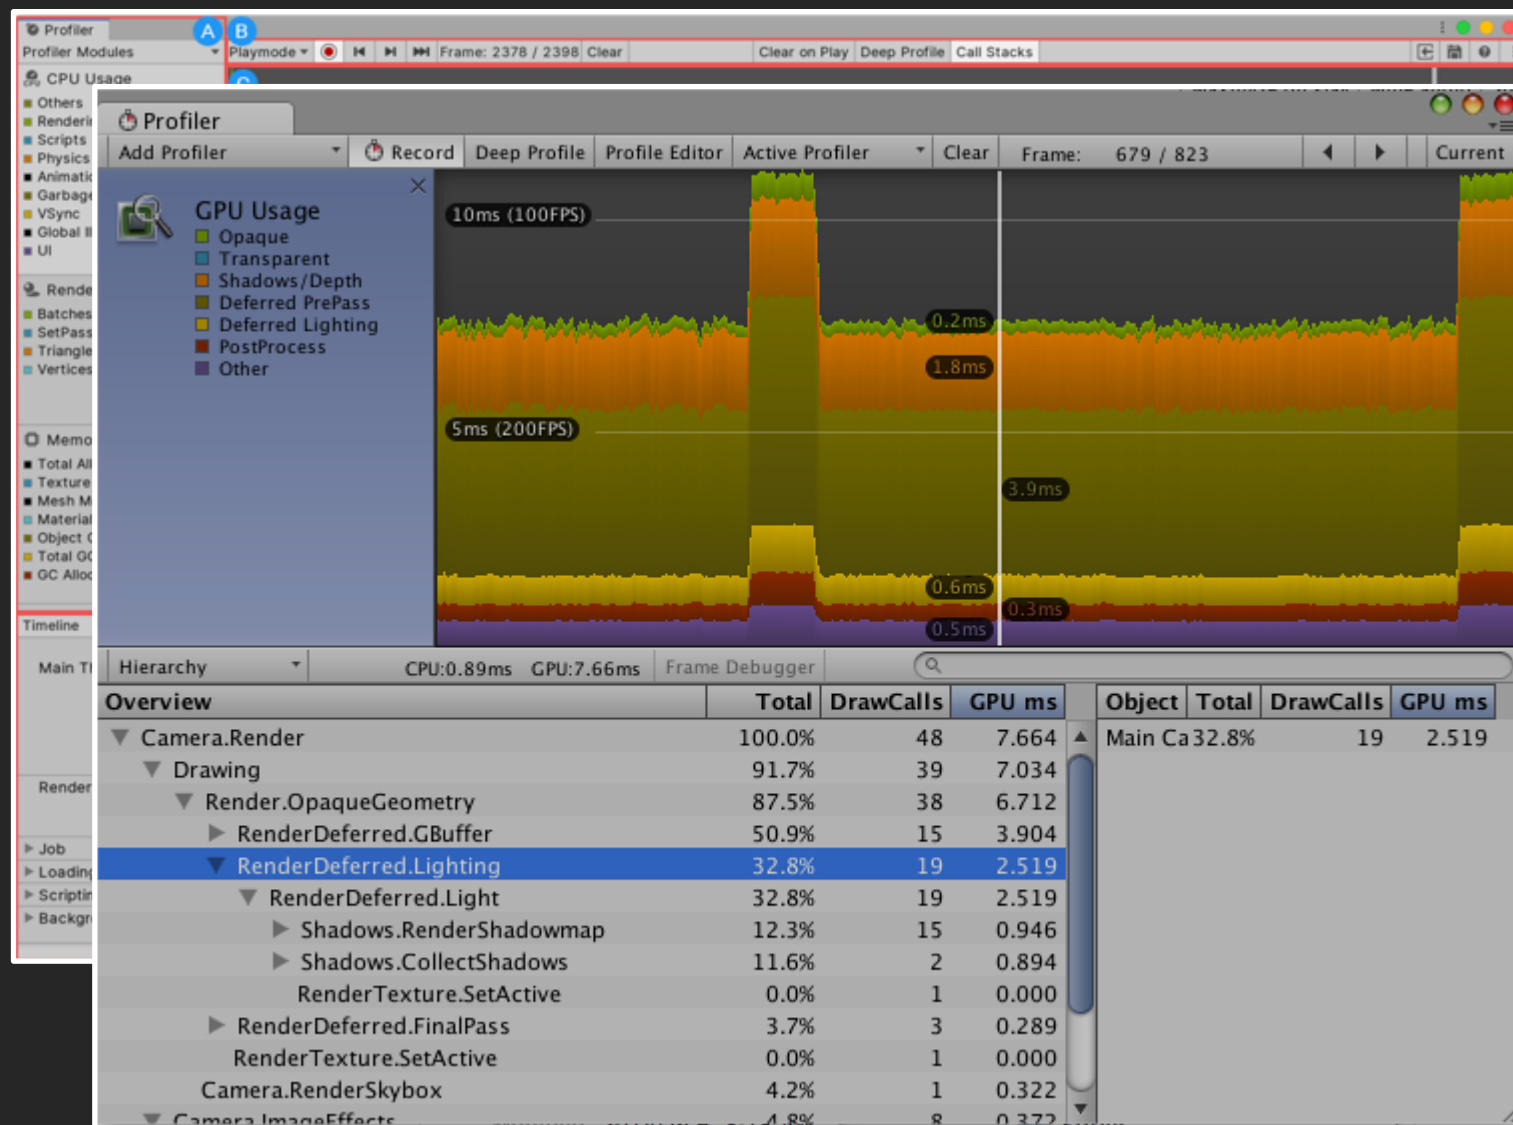 Profiler A B
Profiler Modules Playmode Frame: 2378 / 2398 Clear Clear on Play Deep Profile Call Stacks
CPU Usage
Others
Scripts
Physics
VSync
UI
Batches
Timeline
Job
Profiler
Add Profiler Record Deep Profile Profile Editor Active Profiler Clear Frame: 679 / 823 Current
GPU Usage
Opaque
Transparent
Shadows/Depth
Deferred PrePass
Deferred Lighting
PostProcess
Other
10ms (100FPS)
0.2ms
1.8ms
5ms (200FPS)
3.9ms
0.6ms
0.3ms
0.5ms
Hierarchy CPU:0.89ms GPU:7.66ms Frame Debugger
Overview Total DrawCalls GPU ms Object Total DrawCalls GPU ms
Camera.Render 100.0% 48 7.664 Main Ca 32.8% 19 2.519
Drawing 91.7% 39 7.034
Render.OpaqueGeometry 87.5% 38 6.712
RenderDeferred.GBuffer 50.9% 15 3.904
RenderDeferred.Lighting 32.8% 19 2.519
RenderDeferred.Light 32.8% 19 2.519
Shadows.RenderShadowmap 12.3% 15 0.946
Shadows.CollectShadows 11.6% 2 0.894
RenderTexture.SetActive 0.0% 1 0.000
RenderDeferred.FinalPass 3.7% 3 0.289
RenderTexture.SetActive 0.0% 1 0.000
Camera.RenderSkybox 4.2% 1 0.322
Camera.ImageEffects 4.8% 8 0.372